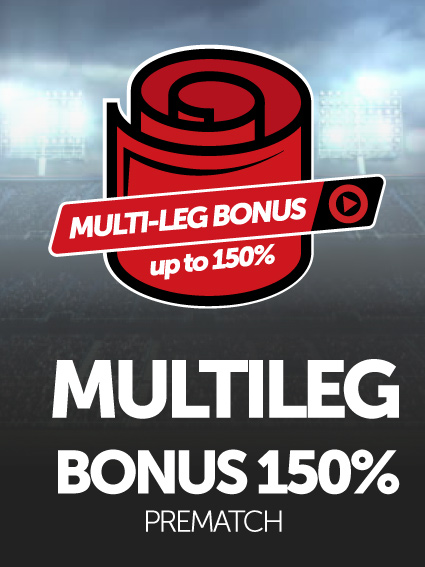 MULTI-LEG BONUS
up to 150%
MULTILEG
BONUS 150%
PREMATCH